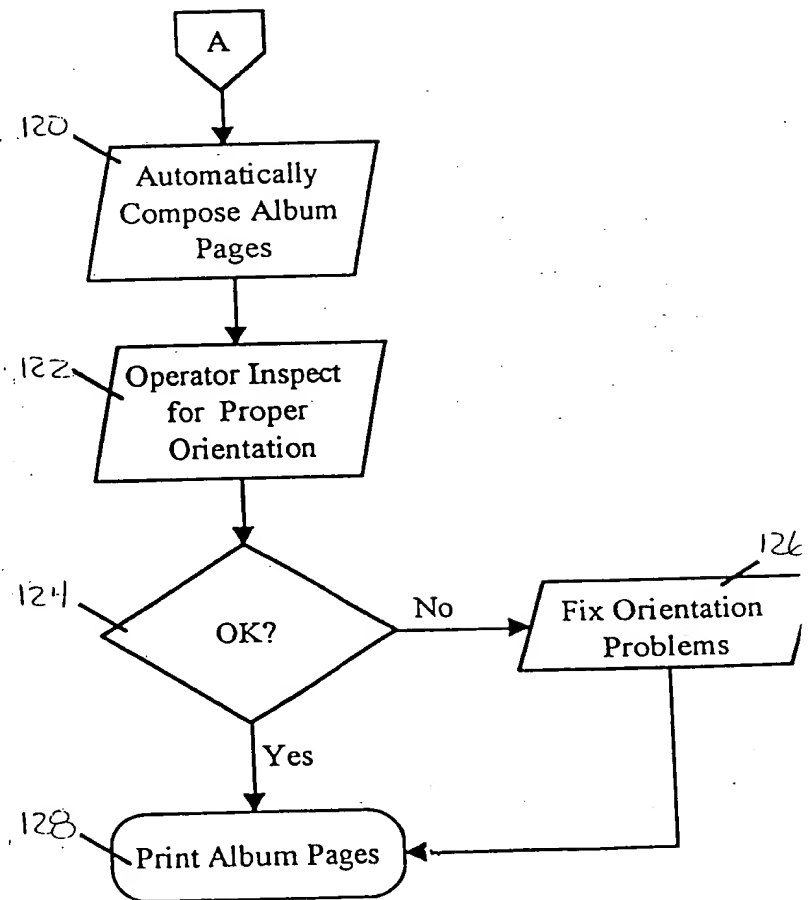 A
120
Automatically
Compose Album
Pages
122
Operator Inspect
for Proper
Orientation
124
OK?
No
126
Fix Orientation
Problems
Yes
128
Print Album Pages